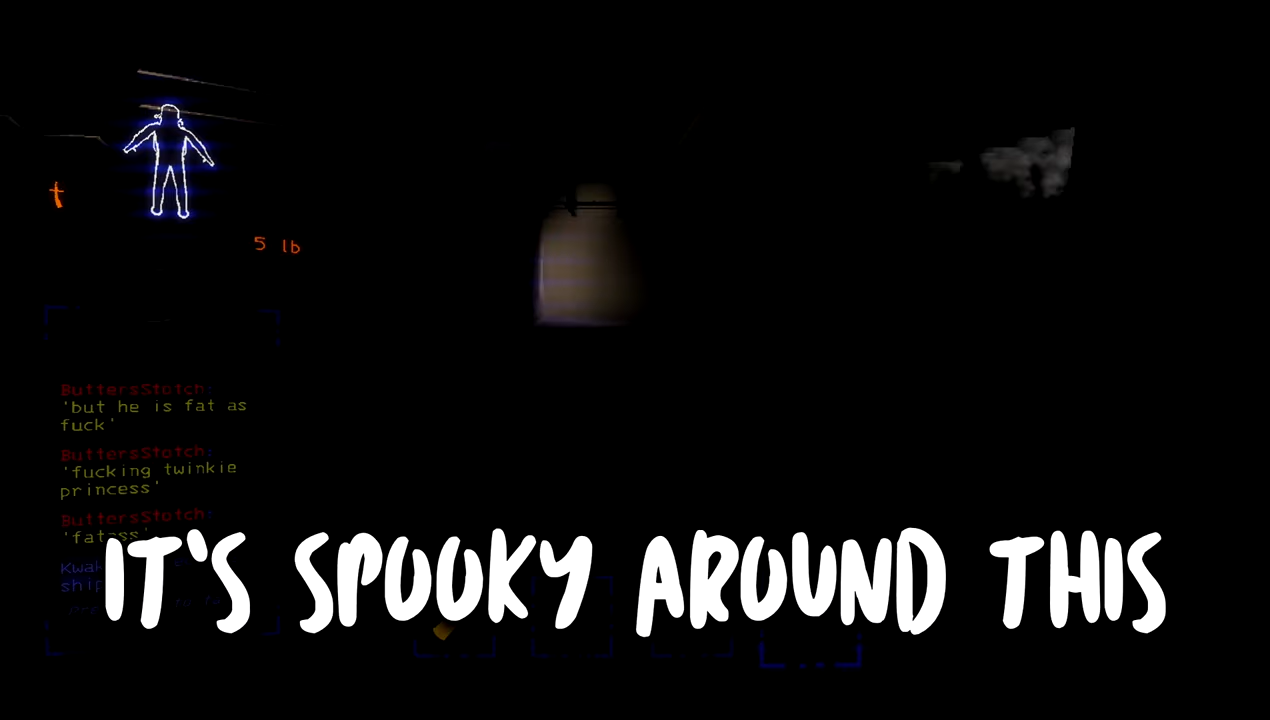 5 lb
ButtersStotch:
'but he is fat as
fuck'
ButtersStotch:
'fucking twinkie
princess'
ButtersStotch:
IT'S SPOOKY AROUND THIS